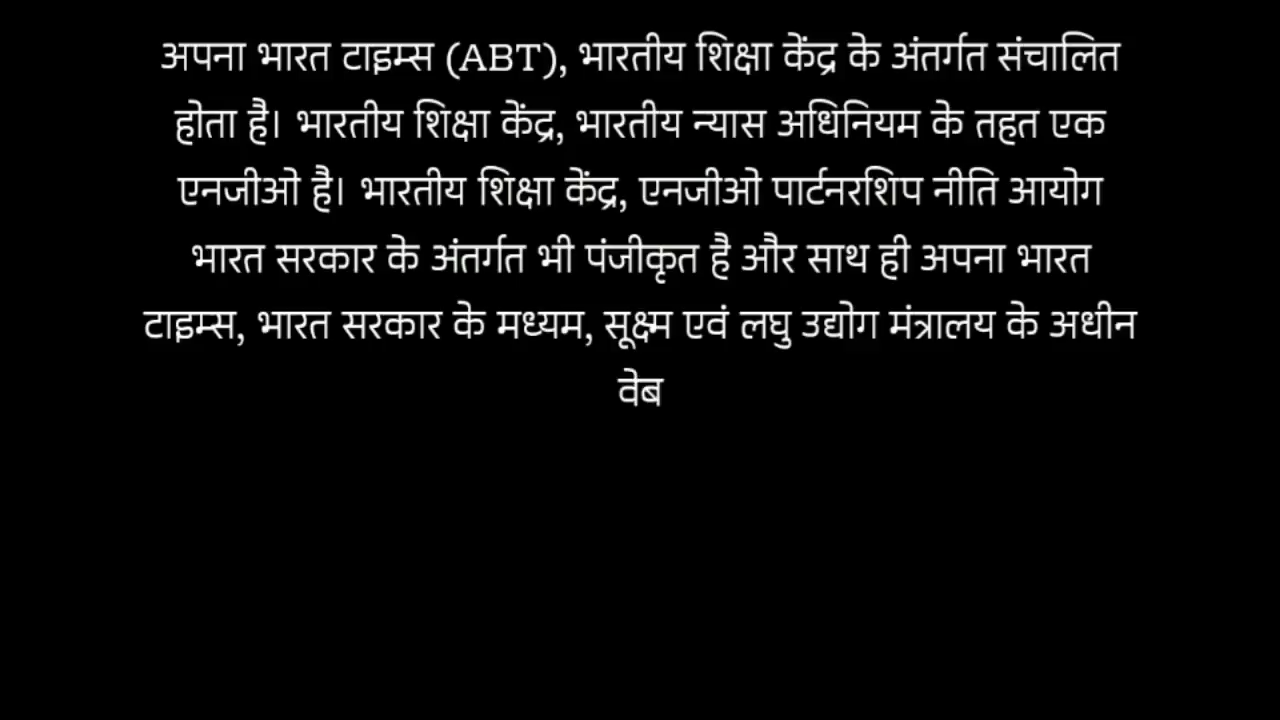 अपना भारत टाइम्स (ABT), भारतीय शिक्षा केंद्र के अंतर्गत संचालित
होता है। भारतीय शिक्षा केंद्र, भारतीय न्यास अधिनियम के तहत एक
एनजीओ है। भारतीय शिक्षा केंद्र, एनजीओ पार्टनरशिप नीति आयोग
भारत सरकार के अंतर्गत भी पंजीकृत है और साथ ही अपना भारत
टाइम्स, भारत सरकार के मध्यम, सूक्ष्म एवं लघु उद्योग मंत्रालय के अधीन
वेब